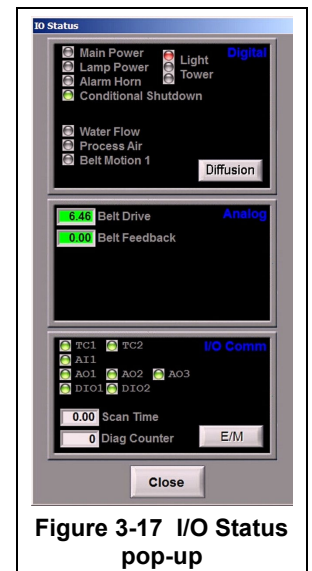 IO Status
Digital
Main Power
Lamp Power
Alarm Horn
Light
Tower
Conditional Shutdown
Water Flow
Process Air
Belt Motion 1
Diffusion
Analog
6.46 Belt Drive
0.00 Belt Feedback
I/O Comm
TC1 TC2
AI1
AO1 AO2 AO3
DIO1 DIO2
0.00 Scan Time
0 Diag Counter
E/M
Close
Figure 3-17 I/O Status
pop-up